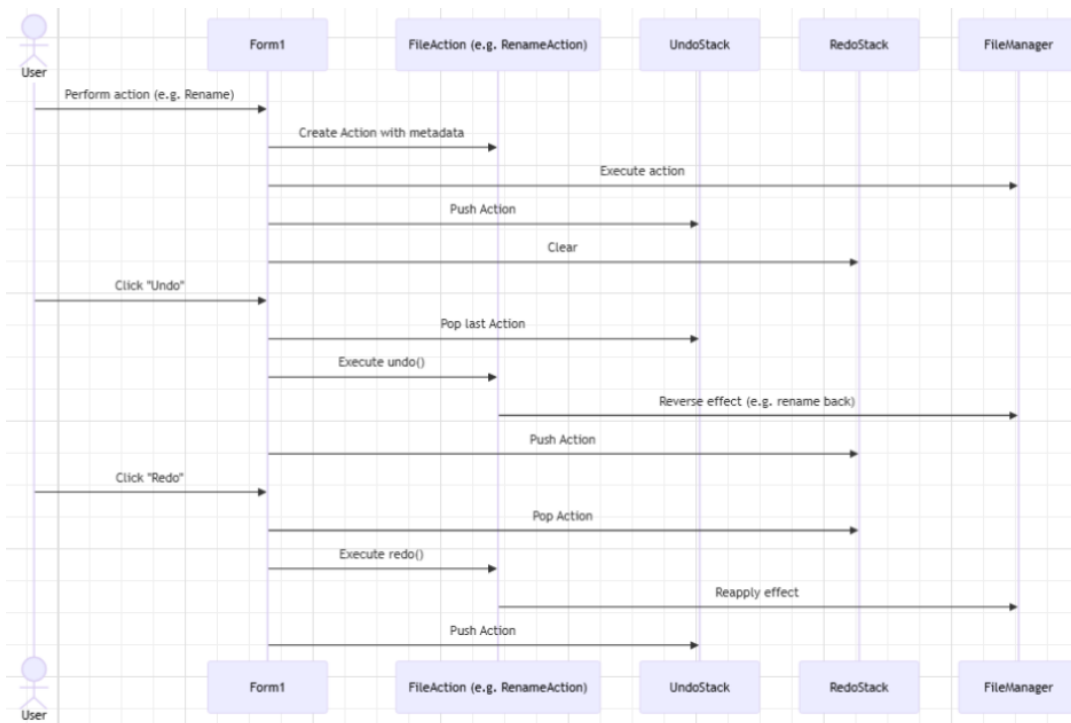 Form1
FileAction (e.g. RenameAction)
UndoStack
RedoStack
FileManager
User
Perform action (e.g. Rename)
Create Action with metadata
Execute action
Push Action
Clear
Click "Undo"
Pop last Action
Execute undo()
Reverse effect (e.g. rename back)
Push Action
Click "Redo"
Pop Action
Execute redo()
Reapply effect
Push Action
Form1
FileAction (e.g. RenameAction)
UndoStack
RedoStack
FileManager
User